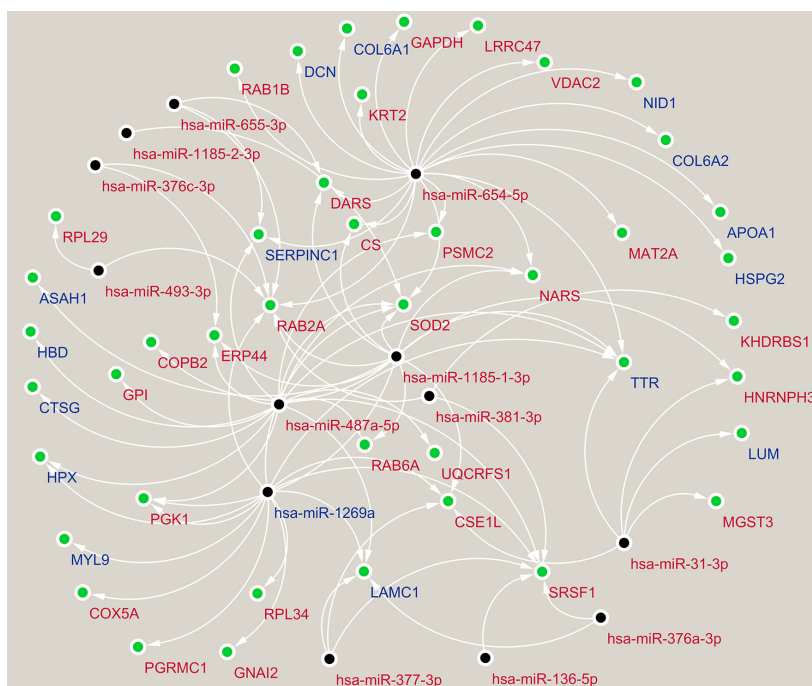 COL6A1
GAPDH
LRRC47
DCN
VDAC2
RAB1B
NID1
KRT2
hsa-miR-655-3p
hsa-miR-1185-2-3p
COL6A2
hsa-miR-376c-3p
hsa-miR-654-5p
DARS
RPL29
APOA1
CS
SERPINC1
PSMC2
MAT2A
HSPG2
hsa-miR-493-3p
ASAH1
NARS
RAB2A
SOD2
KHDRBS1
HBD
COPB2
ERP44
hsa-miR-1185-1-3p
TTR
GPI
HNRNPH3
CTSG
hsa-miR-381-3p
hsa-miR-487a-5p
LUM
RAB6A
UQCRFS1
HPX
hsa-miR-1269a
PGK1
CSE1L
MGST3
MYL9
hsa-miR-31-3p
LAMC1
SRSF1
COX5A
RPL34
hsa-miR-376a-3p
PGRMC1
GNAI2
hsa-miR-377-3p
hsa-miR-136-5p